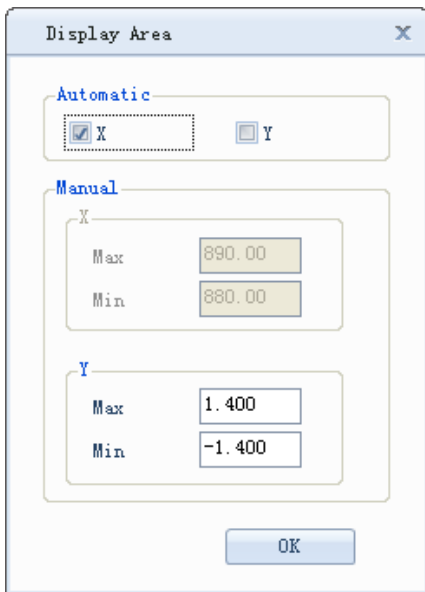 Display Area X
Automatic
X Y
Manual
X
Max 890.00
Min 880.00
Y
Max 1.400
Min -1.400
OK